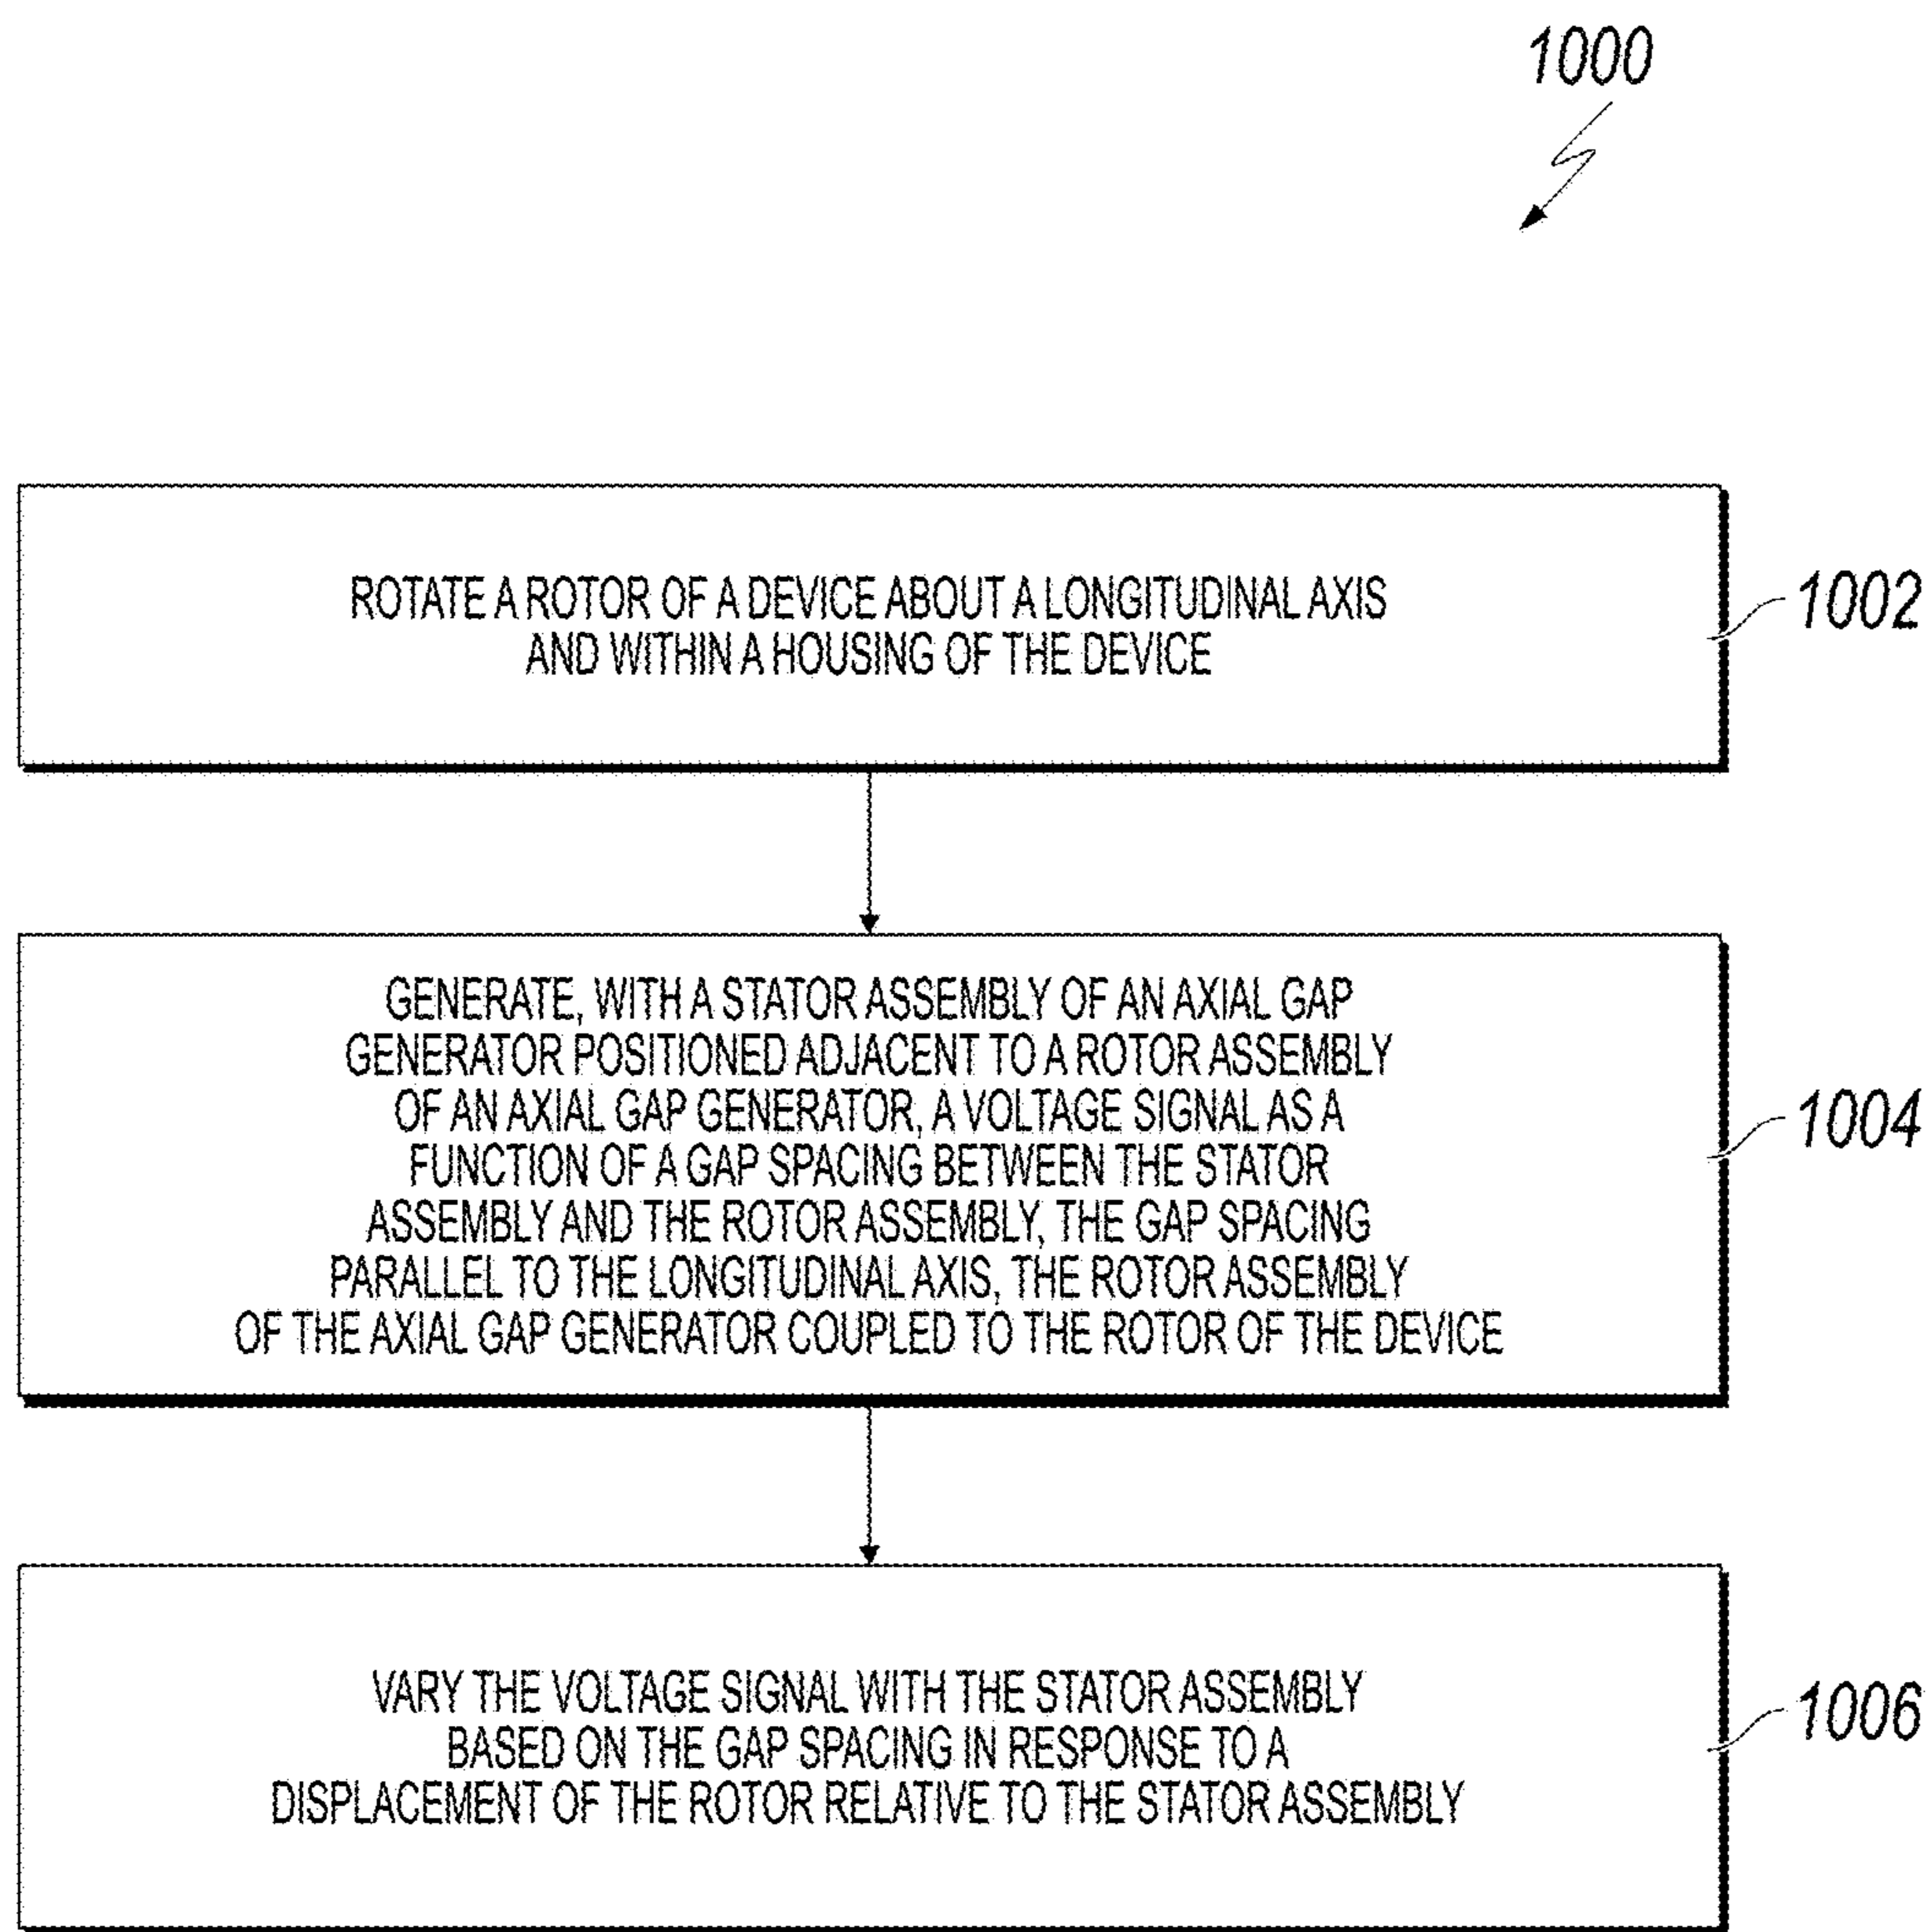 1000
ROTATE A ROTOR OF A DEVICE ABOUT A LONGITUDINAL AXIS
AND WITHIN A HOUSING OF THE DEVICE
1002
GENERATE, WITH A STATOR ASSEMBLY OF AN AXIAL GAP
GENERATOR POSITIONED ADJACENT TO A ROTOR ASSEMBLY
OF AN AXIAL GAP GENERATOR, A VOLTAGE SIGNAL AS A
FUNCTION OF A GAP SPACING BETWEEN THE STATOR
ASSEMBLY AND THE ROTOR ASSEMBLY, THE GAP SPACING
PARALLEL TO THE LONGITUDINAL AXIS, THE ROTOR ASSEMBLY
OF THE AXIAL GAP GENERATOR COUPLED TO THE ROTOR OF THE DEVICE
1004
VARY THE VOLTAGE SIGNAL WITH THE STATOR ASSEMBLY
BASED ON THE GAP SPACING IN RESPONSE TO A
DISPLACEMENT OF THE ROTOR RELATIVE TO THE STATOR ASSEMBLY
1006